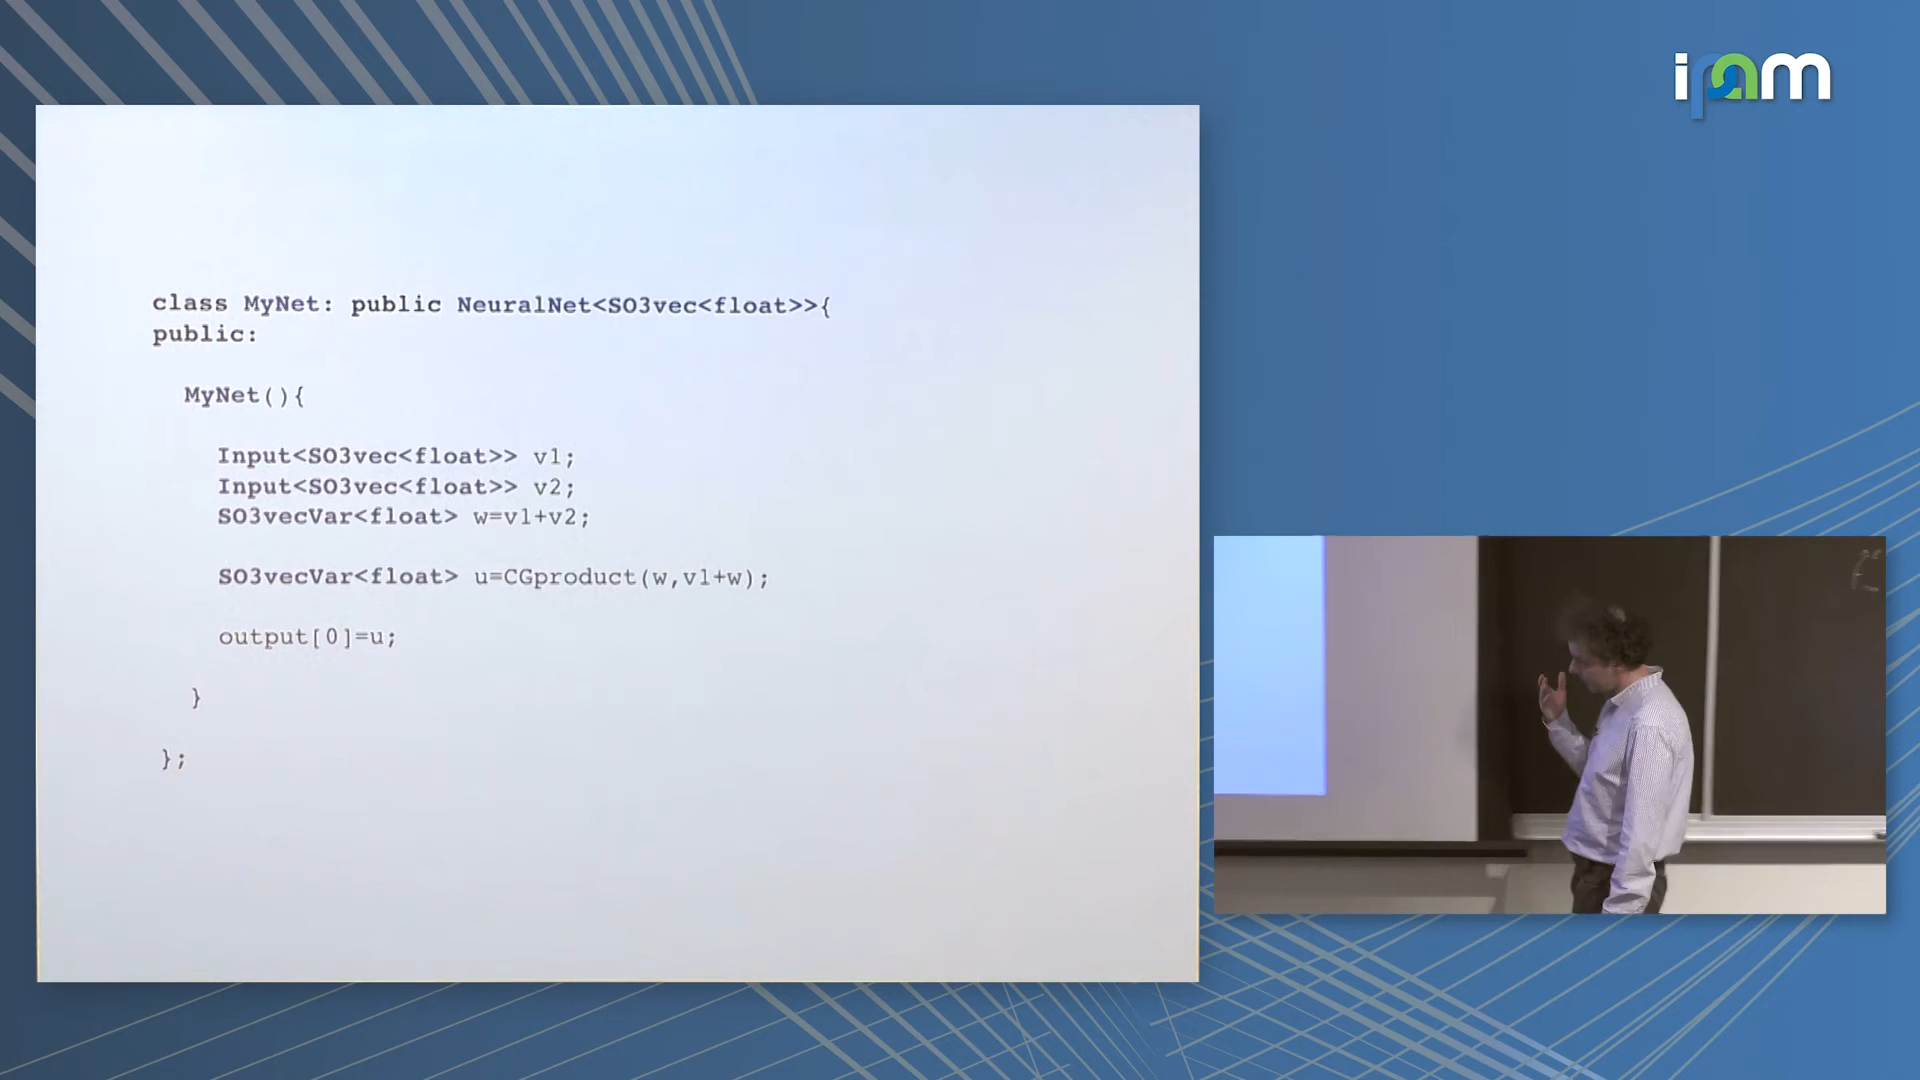 ipam
class MyNet: public NeuralNet<SO3vec<float>>{
public:
MyNet(){
Input<SO3vec<float>> v1;
Input<SO3vec<float>> v2;
SO3vecVar<float> w=v1+v2;
SO3vecVar<float> u=CGproduct(w,v1+w);
output[0]=u;
}
};